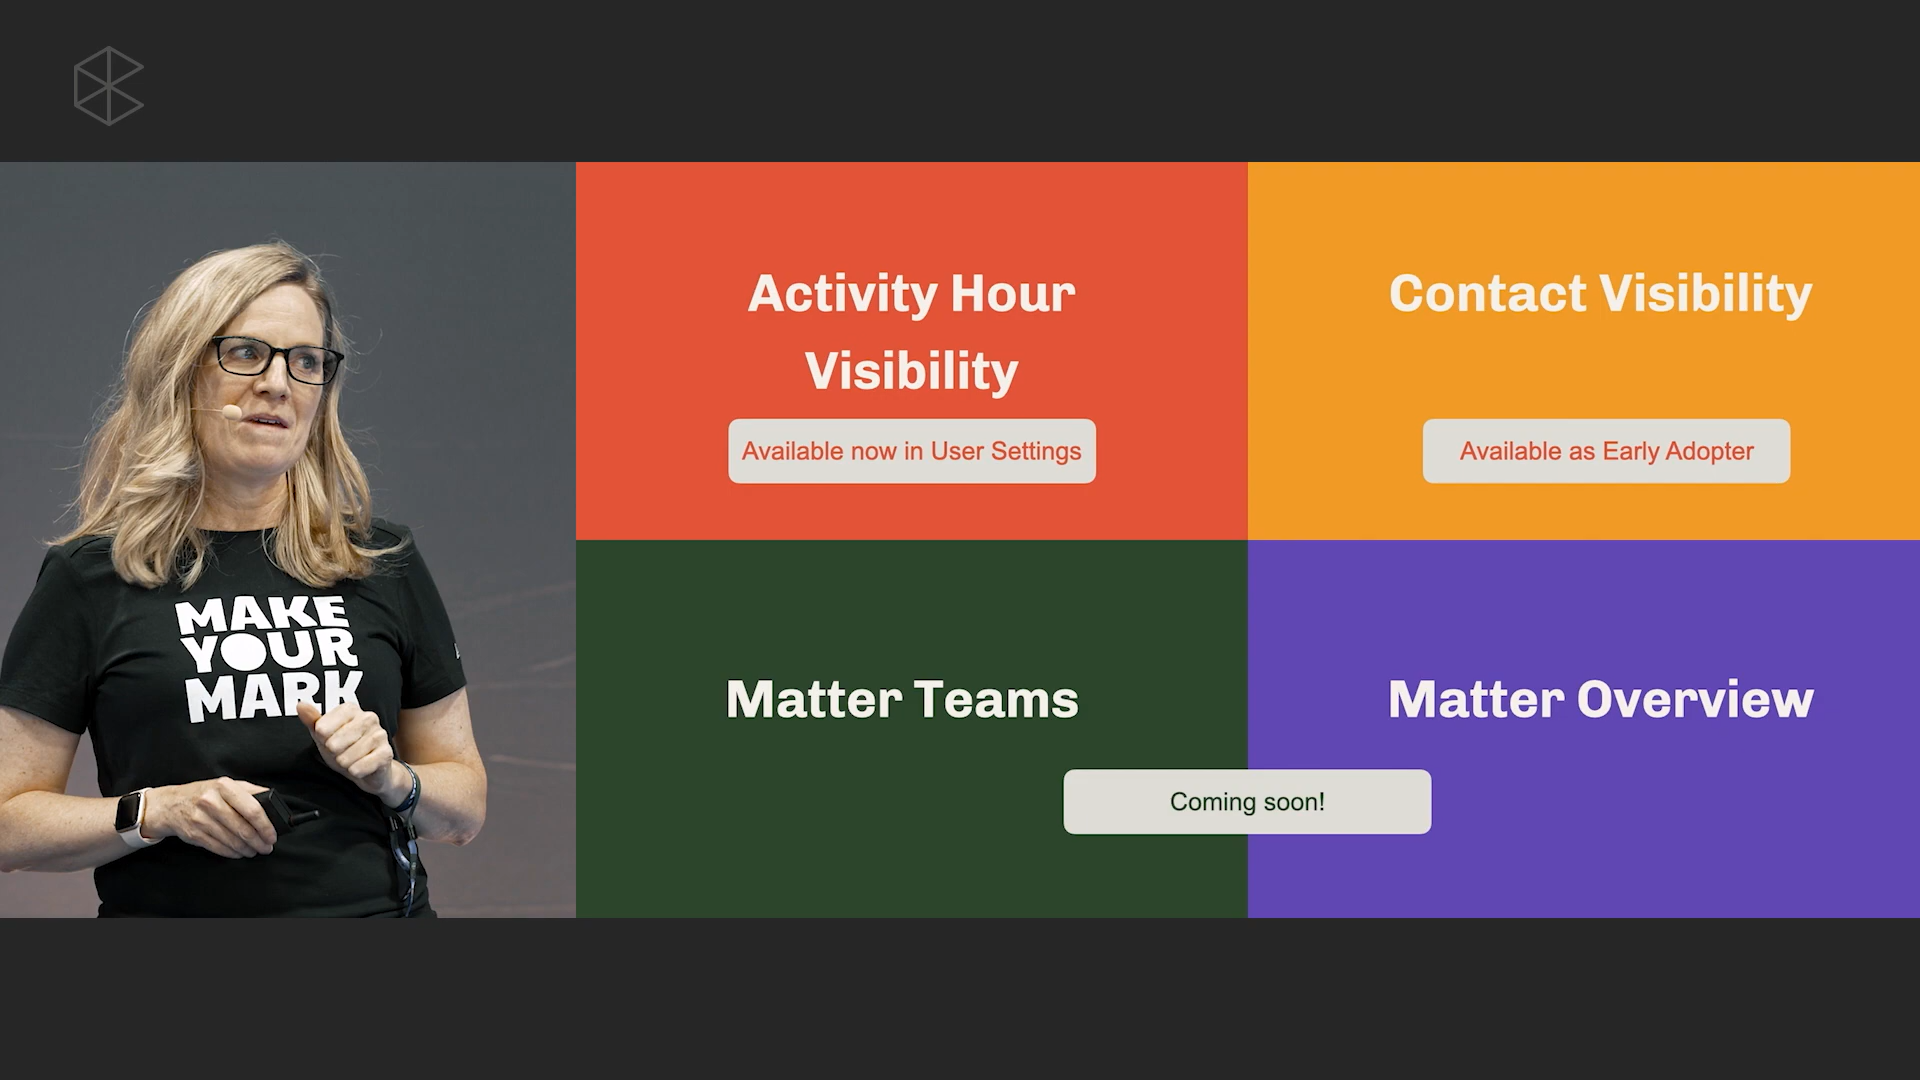 MAKE
YOUR
MARK
Activity Hour
Visibility
Available now in User Settings
Contact Visibility
Available as Early Adopter
Matter Teams
Matter Overview
Coming soon!